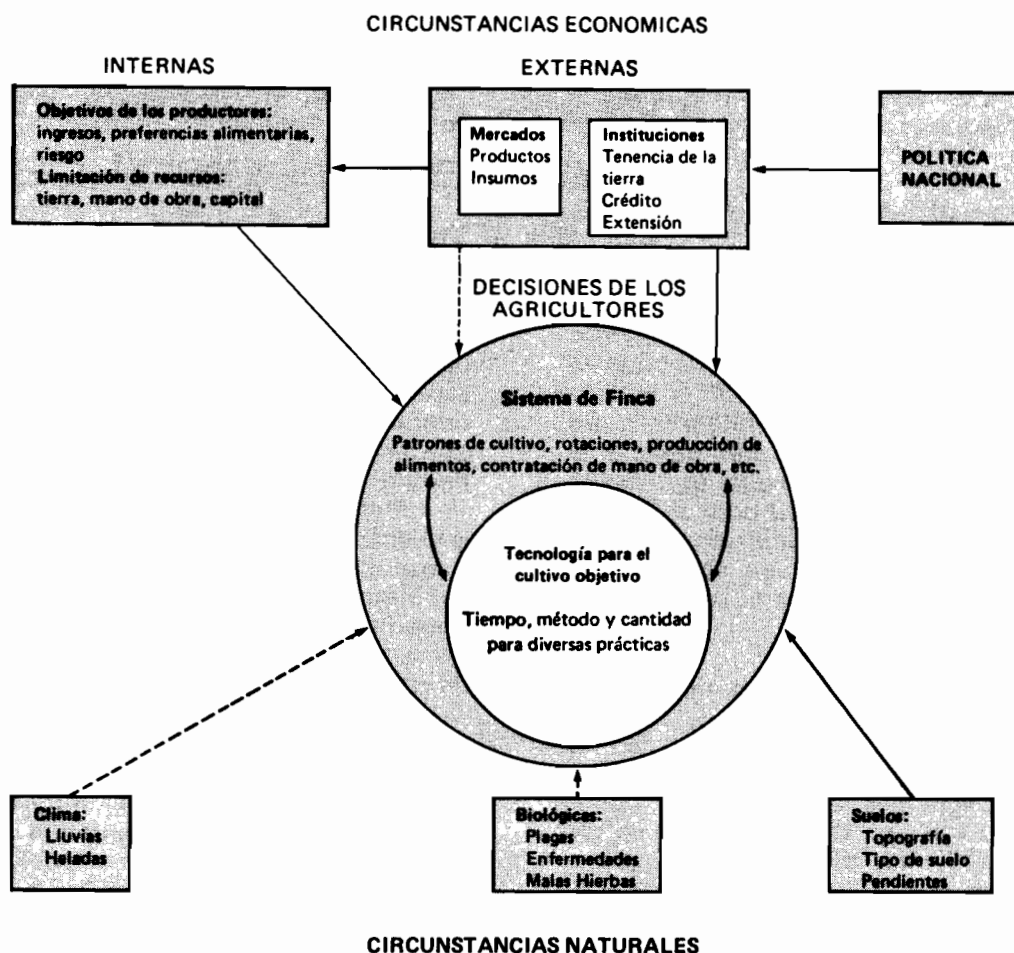 CIRCUNSTANCIAS ECONOMICAS
INTERNAS
EXTERNAS
Objetivos de los productores:
ingresos, preferencias alimentarias,
riesgo
Limitación de recursos:
tierra, mano de obra, capital
Mercados
Productos
Insumos
Instituciones
Tenencia de la
tierra
Crédito
Extensión
POLITICA
NACIONAL
DECISIONES DE LOS
AGRICULTORES
Sistema de Finca
Patrones de cultivo, rotaciones, producción de
alimentos, contratación de mano de obra, etc.
Tecnología para el
cultivo objetivo
Tiempo, método y cantidad
para diversas prácticas
Clima:
Lluvias
Heladas
Biológicas:
Plagas
Enfermedades
Malas Hierbas
Suelos:
Topografía
Tipo de suelo
Pendientes
CIRCUNSTANCIAS NATURALES